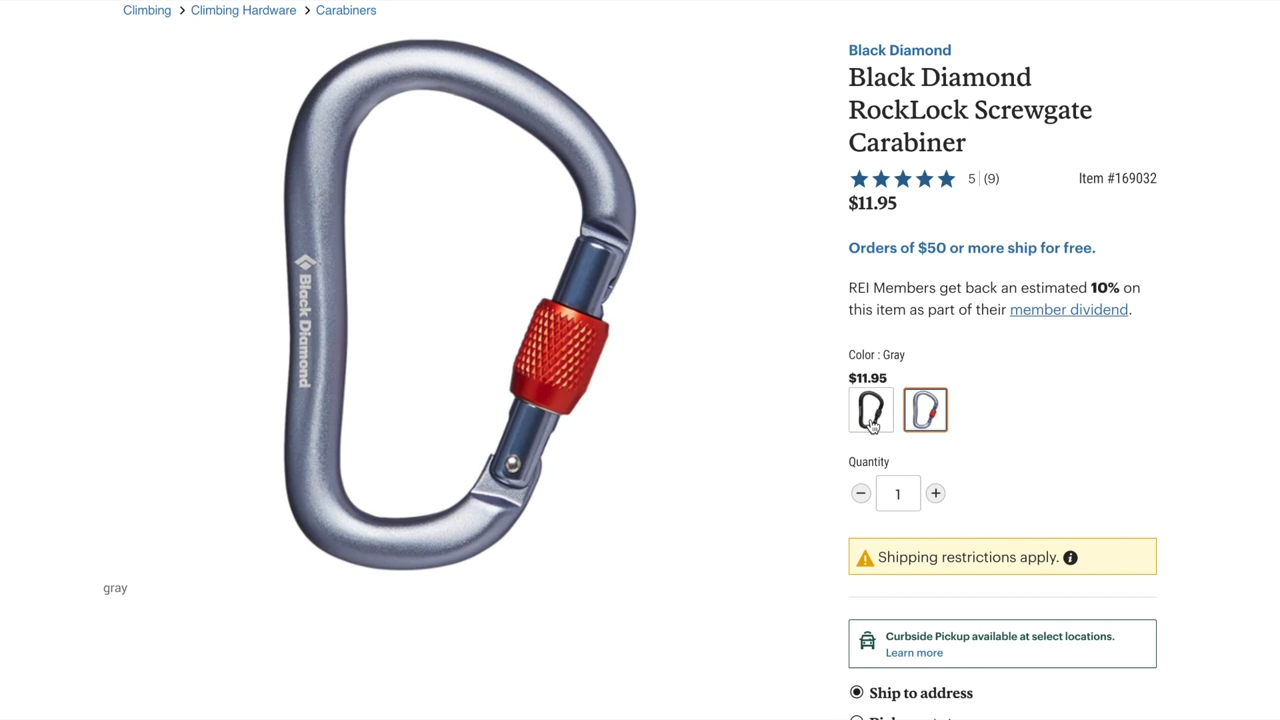 Climbing > Climbing Hardware > Carabiners
Black Diamond
Black Diamond
Black Diamond
RockLock Screwgate
Carabiner
5 (9)
Item #169032
$11.95
Orders of $50 or more ship for free.
REI Members get back an estimated 10% on
this item as part of their member dividend.
Color : Gray
$11.95
Quantity
− 1 +
Shipping restrictions apply.
gray
Curbside Pickup available at select locations.
Learn more
Ship to address